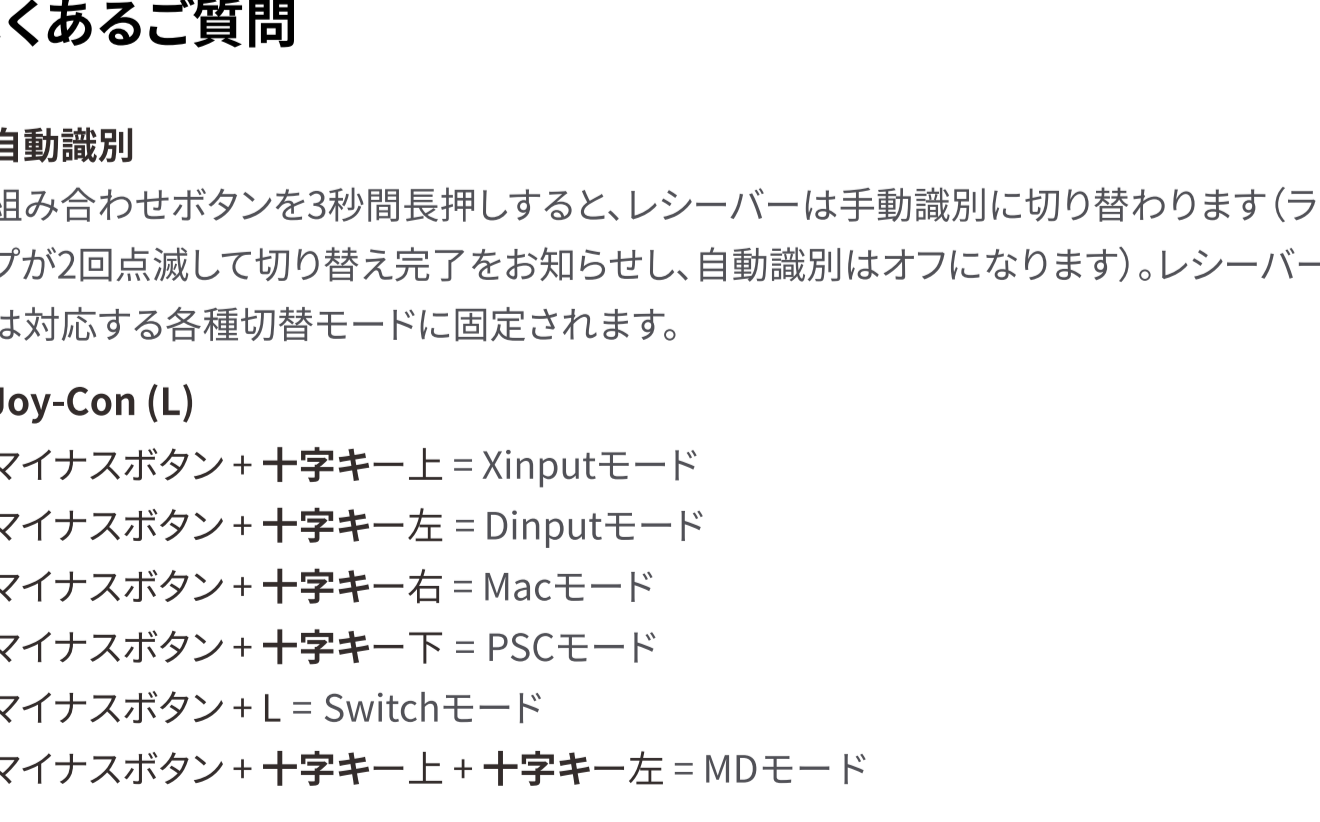 くあるご質問
自動識別
組み合わせボタンを3秒間長押しすると、レシーバーは手動識別に切り替わります（ラ
プが2回点滅して切り替え完了をお知らせし、自動識別はオフになります）。レシーバー
は対応する各種切替モードに固定されます。
Joy-Con (L)
マイナスボタン + 十字キー上 = Xinputモード
マイナスボタン + 十字キー左 = Dinputモード
マイナスボタン + 十字キー右 = Macモード
マイナスボタン + 十字キー下 = PSCモード
マイナスボタン + L = Switchモード
マイナスボタン + 十字キー上 + 十字キー左 = MDモード